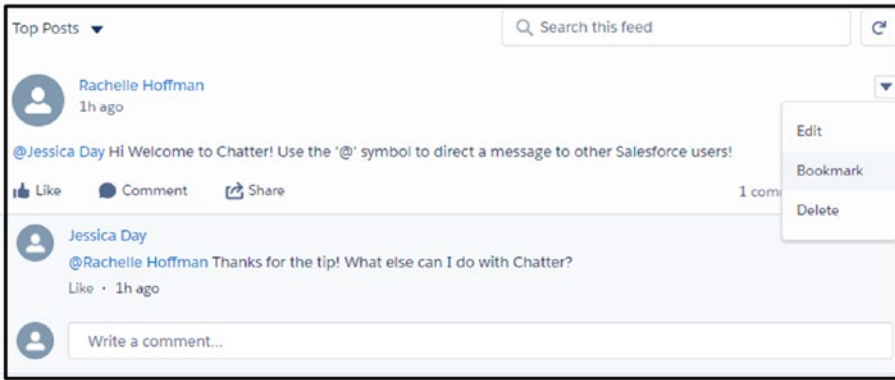 Top Posts
Search this feed
Rachelle Hoffman
1h ago
@Jessica Day Hi Welcome to Chatter! Use the '@' symbol to direct a message to other Salesforce users!
Like Comment Share 1 com
Edit
Bookmark
Delete
Jessica Day
@Rachelle Hoffman Thanks for the tip! What else can I do with Chatter?
Like · 1h ago
Write a comment...